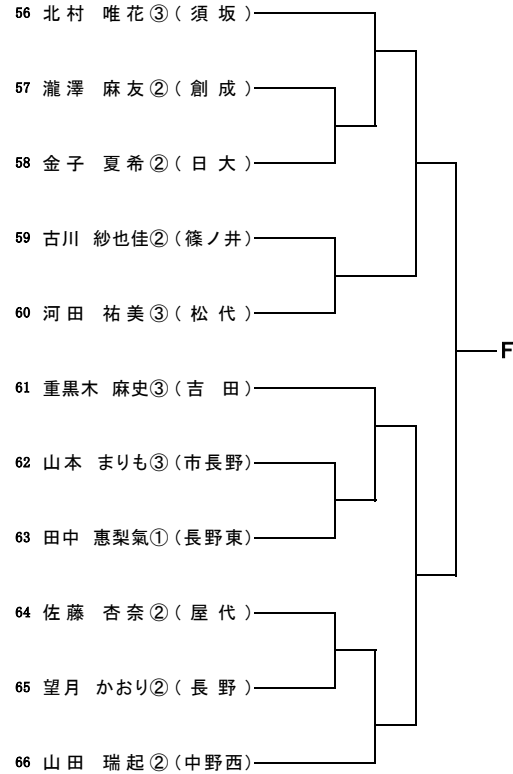 56 北村 唯花③(須坂)
57 瀧澤 麻友②(創成)
58 金子 夏希②(日大)
59 古川 紗也佳②(篠ノ井)
60 河田 祐美③(松代)
F
61 重黒木 麻史③(吉田)
62 山本 まりも③(市長野)
63 田中 惠梨氣①(長野東)
64 佐藤 杏奈②(屋代)
65 望月 かおり②(長野)
66 山田 瑞起②(中野西)